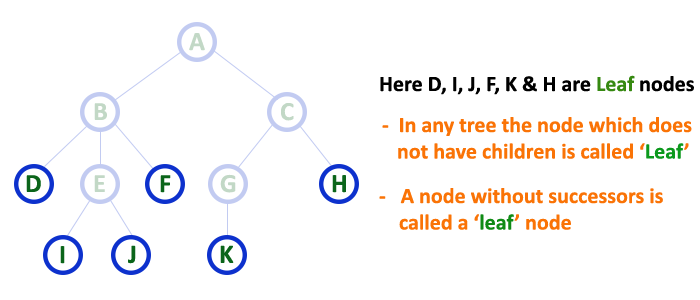 A
Here D, I, J, F, K & H are Leaf nodes
B
C
- In any tree the node which does
not have children is called ‘Leaf’
D
E
F
G
H
- A node without successors is
called a ‘leaf’ node
I
J
K